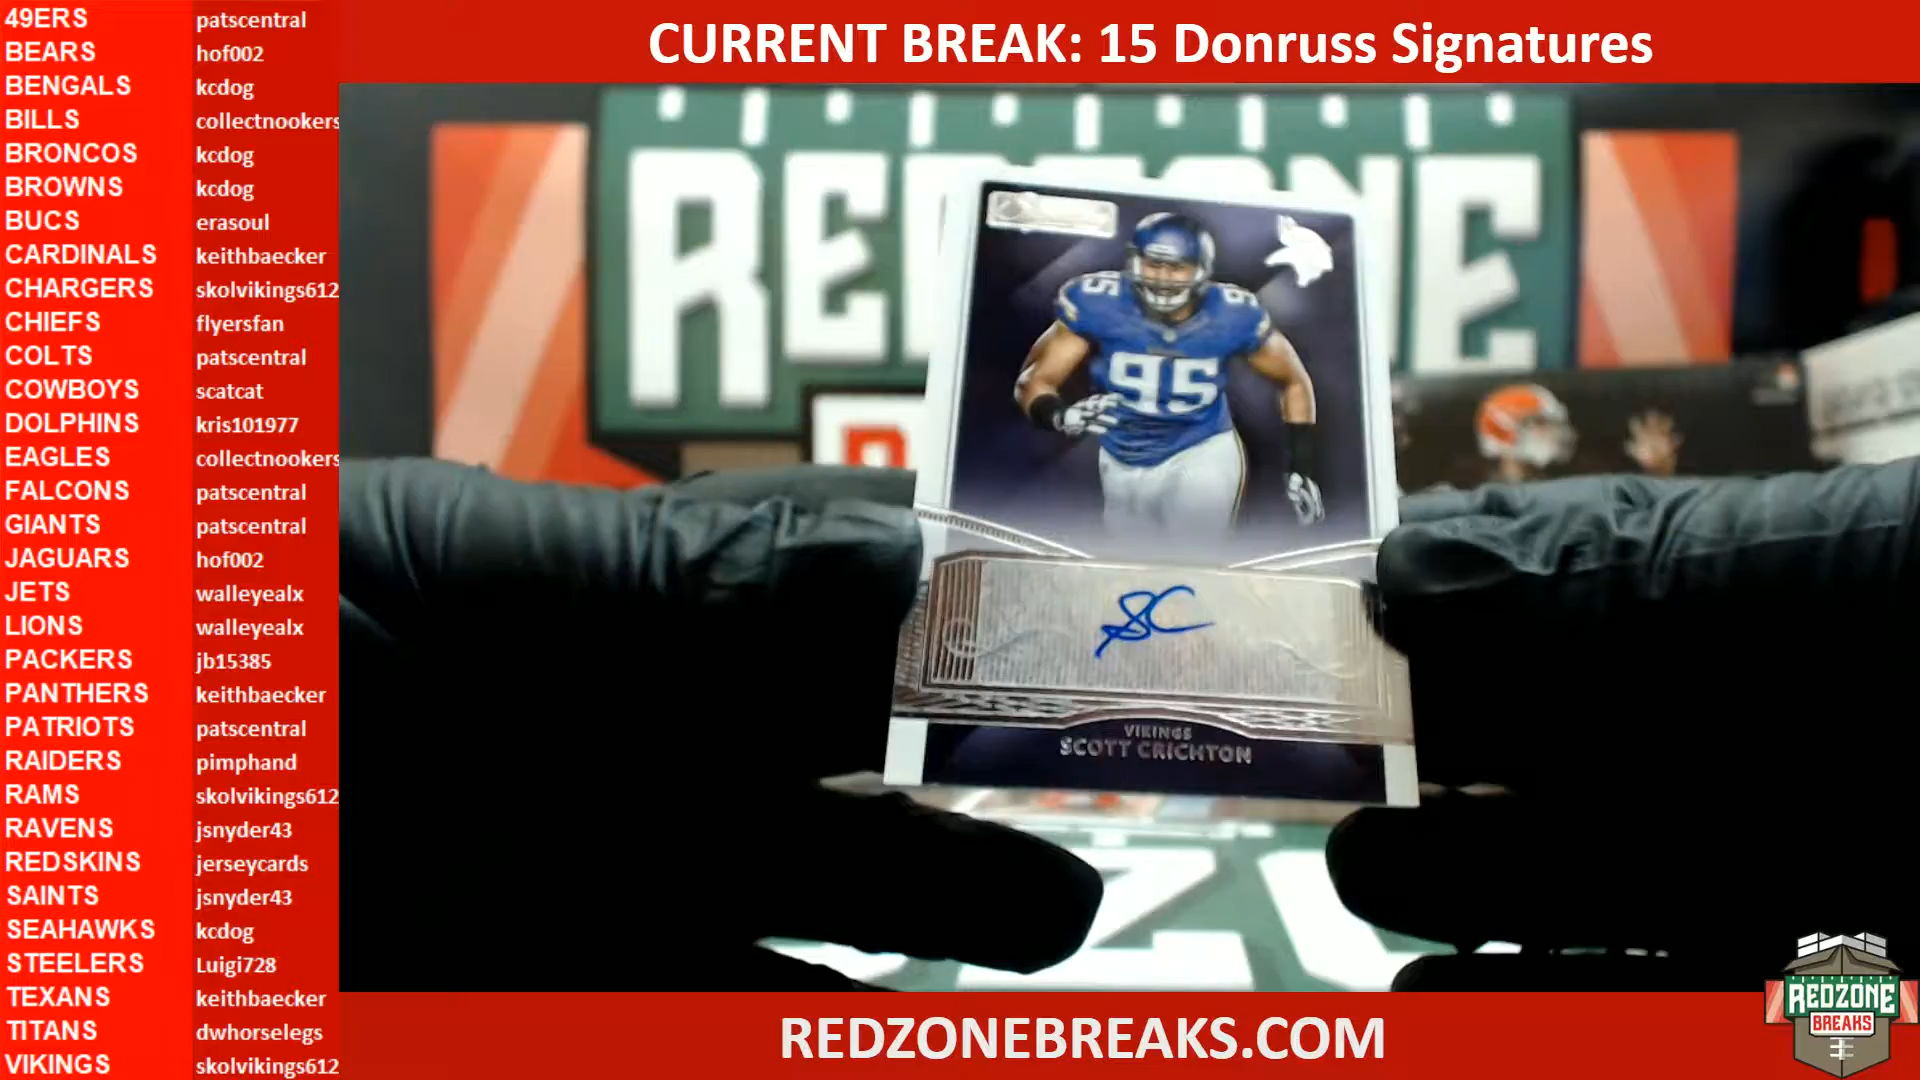 49ERS patscentral
BEARS hof002
BENGALS kcdog
BILLS collectnookers
BRONCOS kcdog
BROWNS kcdog
BUCS erasoul
CARDINALS keithbaecker
CHARGERS skolvikings612
CHIEFS flyersfan
COLTS patscentral
COWBOYS scatcat
DOLPHINS kris101977
EAGLES collectnookers
FALCONS patscentral
GIANTS patscentral
JAGUARS hof002
JETS walleyealx
LIONS walleyealx
PACKERS jb15385
PANTHERS keithbaecker
PATRIOTS patscentral
RAIDERS pimphand
RAMS skolvikings612
RAVENS jsnyder43
REDSKINS jerseycards
SAINTS jsnyder43
SEAHAWKS kcdog
STEELERS Luigi728
TEXANS keithbaecker
TITANS dwhorselegs
VIKINGS skolvikings612
CURRENT BREAK: 15 Donruss Signatures
REDZONE
95
95
95
SC
VIKINGS
SCOTT CRICHTON
REDZONEBREAKS.COM
REDZONE
BREAKS